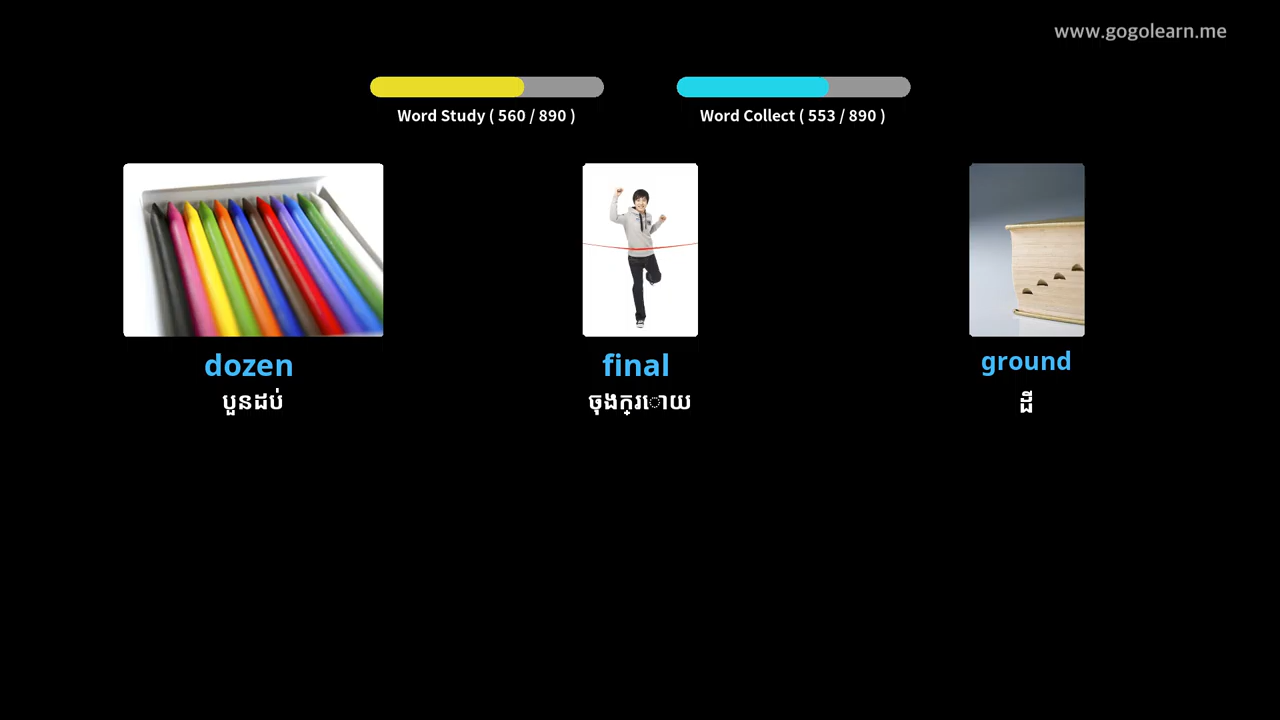 www.gogolearn.me
Word Study ( 560 / 890 )
Word Collect ( 553 / 890 )
dozen
បួនដប់
final
ចុងក្រោយ
ground
ដី